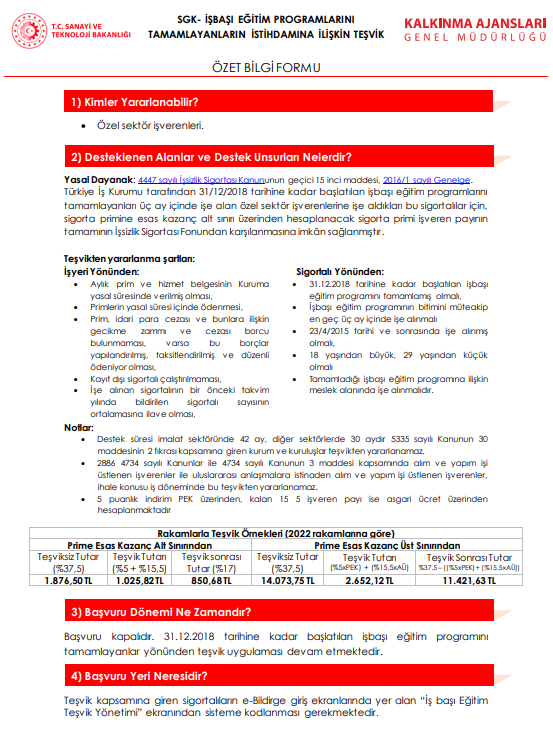 T.C. SANAYİ VE
TEKNOLOJİ BAKANLIĞI
SGK- İŞBAŞI EĞİTİM PROGRAMLARINI
TAMAMLAYANLARIN İSTİHDAMINA İLİŞKİN TEŞVİK
KALKINMA AJANSLARI
GENEL MÜDÜRLÜĞÜ
ÖZET BİLGİ FORMU
1) Kimler Yararlanabilir?
• Özel sektör işverenleri.
2) Desteklenen Alanlar ve Destek Unsurları Nelerdir?
Yasal Dayanak: 4447 sayılı İşsizlik Sigortası Kanununun geçici 15 inci maddesi, 2016/1 sayılı Genelge.
Türkiye İş Kurumu tarafından 31/12/2018 tarihine kadar başlatılan işbaşı eğitim programlarını
tamamlayanları üç ay içinde işe alan özel sektör işverenlerine işe aldıkları bu sigortalılar için,
sigorta primine esas kazanç alt sınırı üzerinden hesaplanacak sigorta primi işveren payının
tamamının İşsizlik Sigortası Fonundan karşılanmasına imkân sağlanmıştır.
Teşvikten yararlanma şartları:
İşyeri Yönünden:
• Aylık prim ve hizmet belgesinin Kuruma
yasal süresinde verilmiş olması,
• Primlerin yasal süresi içinde ödenmesi,
• Prim, idari para cezası ve bunlara ilişkin
gecikme zammı ve cezası borcu
bulunmaması, varsa bu borçlar
yapılandırılmış, taksitlendirilmiş ve düzenli
ödeniyor olması,
• Kayıt dışı sigortalı çalıştırılmaması,
• İşe alınan sigortalının bir önceki takvim
yılında bildirilen sigortalı sayısının
ortalamasına ilave olması,
Sigortalı Yönünden:
• 31.12.2018 tarihine kadar başlatılan işbaşı
eğitim programını tamamlamış olmalı,
• İşbaşı eğitim programının bitimini müteakip
en geç üç ay içinde işe alınmalı
• 23/4/2015 tarihi ve sonrasında işe alınmış
olmalı,
• 18 yaşından büyük, 29 yaşından küçük
olmalı
• Tamamladığı işbaşı eğitim programına ilişkin
meslek alanında işe alınmalıdır.
Notlar:
• Destek süresi imalat sektöründe 42 ay, diğer sektörlerde 30 aydır 5335 sayılı Kanunun 30
maddesinin 2 fıkrası kapsamına giren kurum ve kuruluşlar teşvikten yararlanamaz.
• 2886 4734 sayılı Kanunlar ile 4734 sayılı Kanunun 3 maddesi kapsamında alım ve yapım işi
üstlenen işverenler ile uluslararası anlaşmalara istinaden alım ve yapım işi üstlenen işverenler,
ihale konusu iş döneminde bu teşvikten yararlanamaz.
• 5 puanlık indirim PEK üzerinden, kalan 15 5 işveren payı ise asgari ücret üzerinden
hesaplanmaktadır
Rakamlarla Teşvik Örnekleri (2022 rakamlarına göre)
Prime Esas Kazanç Alt Sınırından Prime Esas Kazanç Üst Sınırından
Teşviksiz Tutar Teşvik Tutarı Teşvik sonrası Teşviksiz Tutar Teşvik Tutarı Teşvik Sonrası Tutar
(%37,5) (%5 + %15,5) Tutar (%17) (%37,5) (%5xPEK) + (%15,5xAÜ) %37,5 – ((%5xPEK) + (%15,5xAÜ))
1.876,50 TL 1.025,82 TL 850,68 TL 14.073,75 TL 2.652,12 TL 11.421,63 TL
3) Başvuru Dönemi Ne Zamandır?
Başvuru kapalıdır. 31.12.2018 tarihine kadar başlatılan işbaşı eğitim programını
tamamlayanlar yönünden teşvik uygulaması devam etmektedir.
4) Başvuru Yeri Neresidir?
Teşvik kapsamına giren sigortalıların e-Bildirge giriş ekranlarında yer alan “İş başı Eğitim
Teşvik Yönetimi” ekranından sisteme kodlanması gerekmektedir.